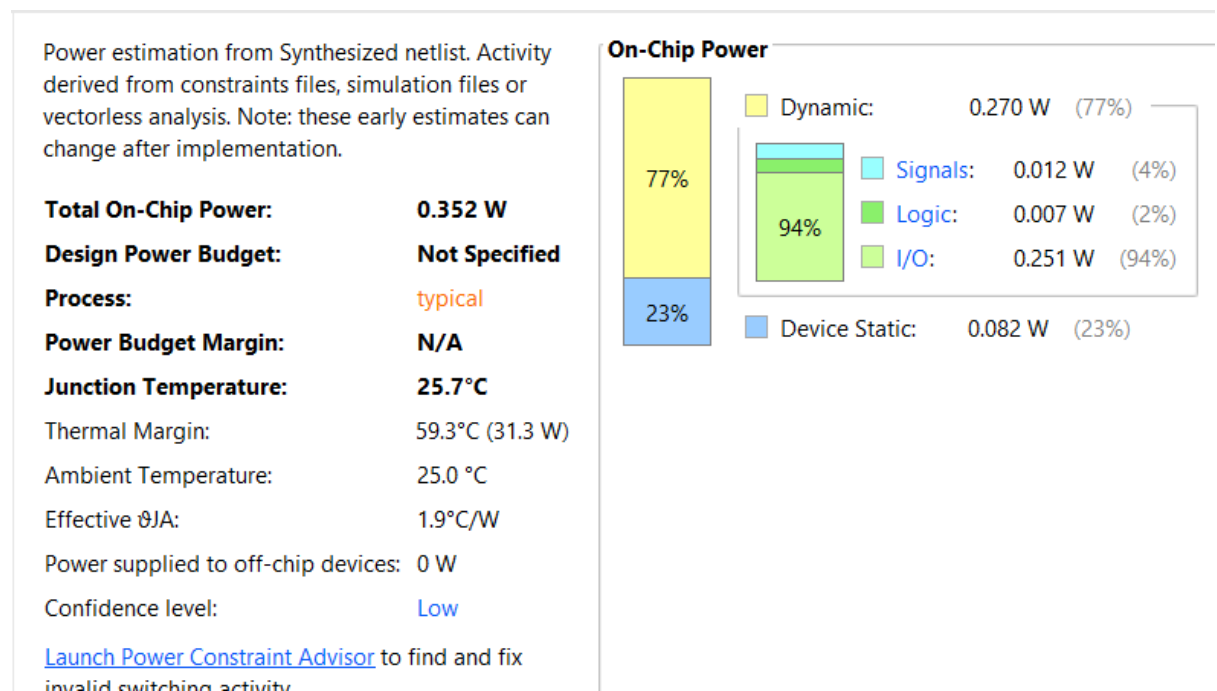 Power estimation from Synthesized netlist. Activity
derived from constraints files, simulation files or
vectorless analysis. Note: these early estimates can
change after implementation.
Total On-Chip Power: 0.352 W
Design Power Budget: Not Specified
Process: typical
Power Budget Margin: N/A
Junction Temperature: 25.7°C
Thermal Margin: 59.3°C (31.3 W)
Ambient Temperature: 25.0 °C
Effective ϑJA: 1.9°C/W
Power supplied to off-chip devices: 0 W
Confidence level: Low
Launch Power Constraint Advisor to find and fix
invalid switching activity
On-Chip Power
77%
23%
Dynamic: 0.270 W (77%)
94%
Signals: 0.012 W (4%)
Logic: 0.007 W (2%)
I/O: 0.251 W (94%)
Device Static: 0.082 W (23%)